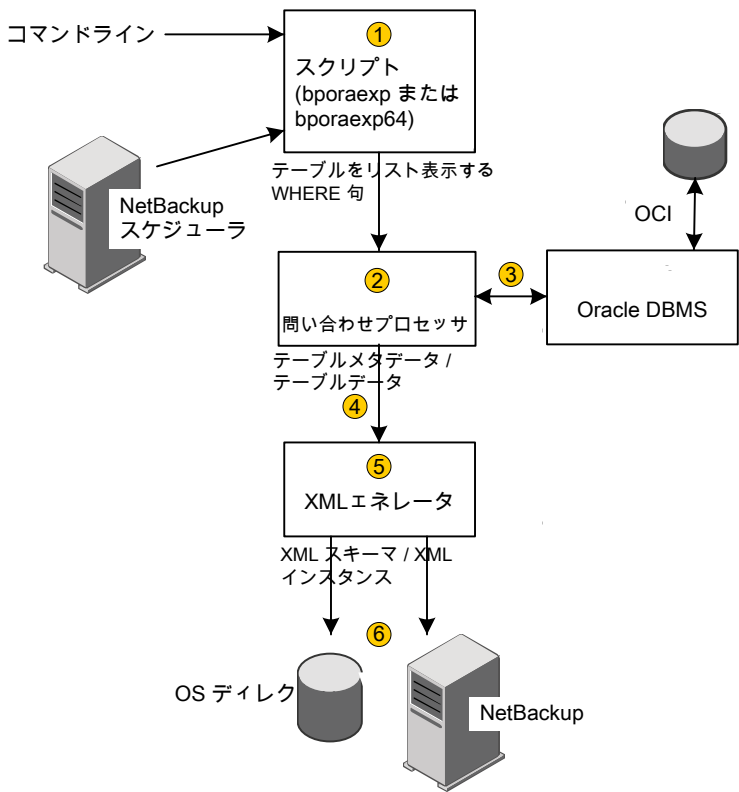 コマンドライン
1
スクリプト
(bporaexp または
bporaexp64)
NetBackup
スケジューラ
テーブルをリスト表示する
WHERE 句
OCI
2
問い合わせプロセッサ
3
Oracle DBMS
テーブルメタデータ /
テーブルデータ
4
5
XMLエネレータ
XML スキーマ / XML
インスタンス
6
OS ディレク
NetBackup